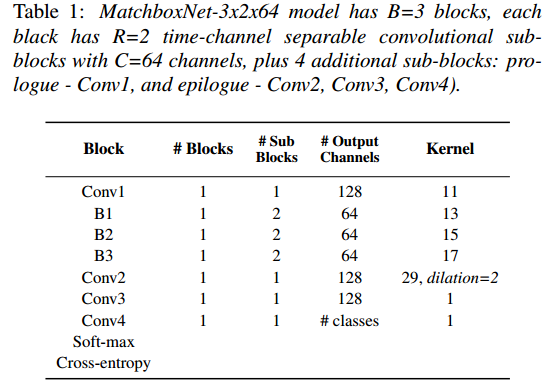 Table 1: MatchboxNet-3x2x64 model has B=3 blocks, each
black has R=2 time-channel separable convolutional sub-
blocks with C=64 channels, plus 4 additional sub-blocks: pro-
logue - Conv1, and epilogue - Conv2, Conv3, Conv4).
Block # Blocks # Sub Blocks # Output Channels Kernel
Conv1 1 1 128 11
B1 1 2 64 13
B2 1 2 64 15
B3 1 2 64 17
Conv2 1 1 128 29, dilation=2
Conv3 1 1 128 1
Conv4 1 1 # classes 1
Soft-max
Cross-entropy